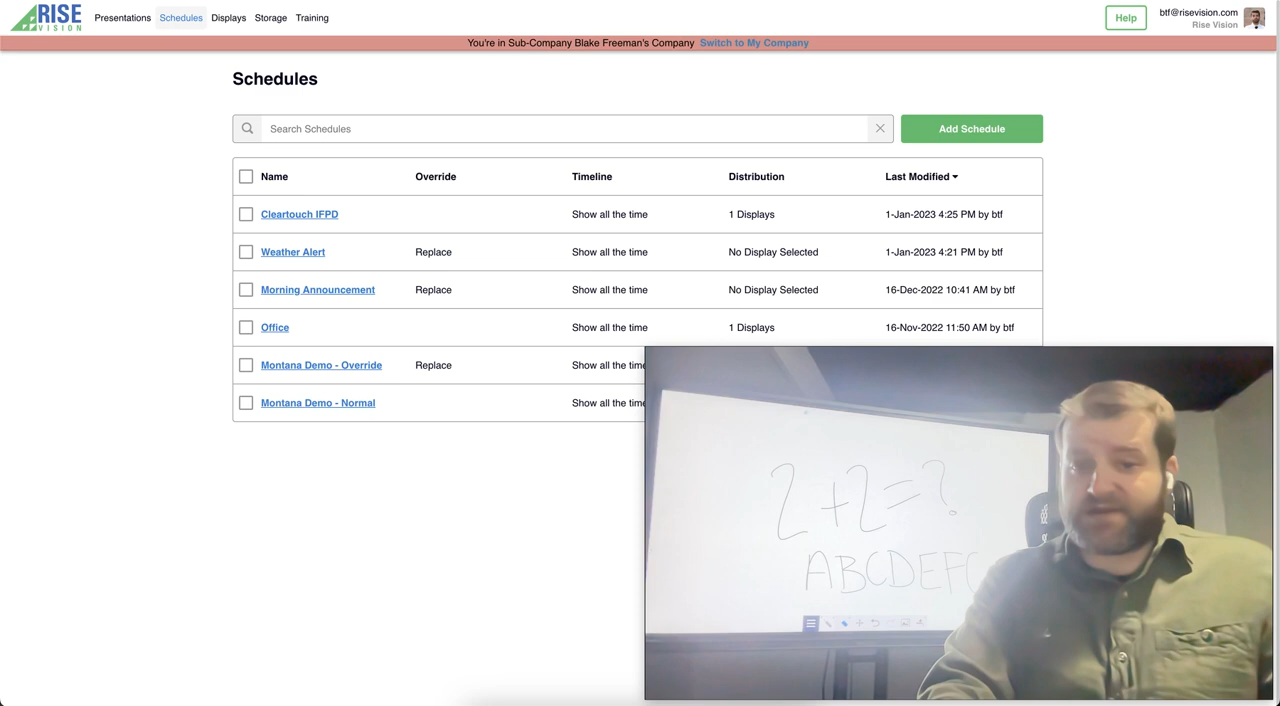 RISE VISION Presentations Schedules Displays Storage Training Help btf@risevision.com
Rise Vision
You're in Sub-Company Blake Freeman's Company Switch to My Company
Schedules
Search Schedules Add Schedule
Name Override Timeline Distribution Last Modified
Cleartouch IFPD Show all the time 1 Displays 1-Jan-2023 4:25 PM by btf
Weather Alert Replace Show all the time No Display Selected 1-Jan-2023 4:21 PM by btf
Morning Announcement Replace Show all the time No Display Selected 16-Dec-2022 10:41 AM by btf
Office Show all the time 1 Displays 16-Nov-2022 11:50 AM by btf
Montana Demo - Override Replace Show all the time
Montana Demo - Normal Show all the time
2+2=?
ABCDEF